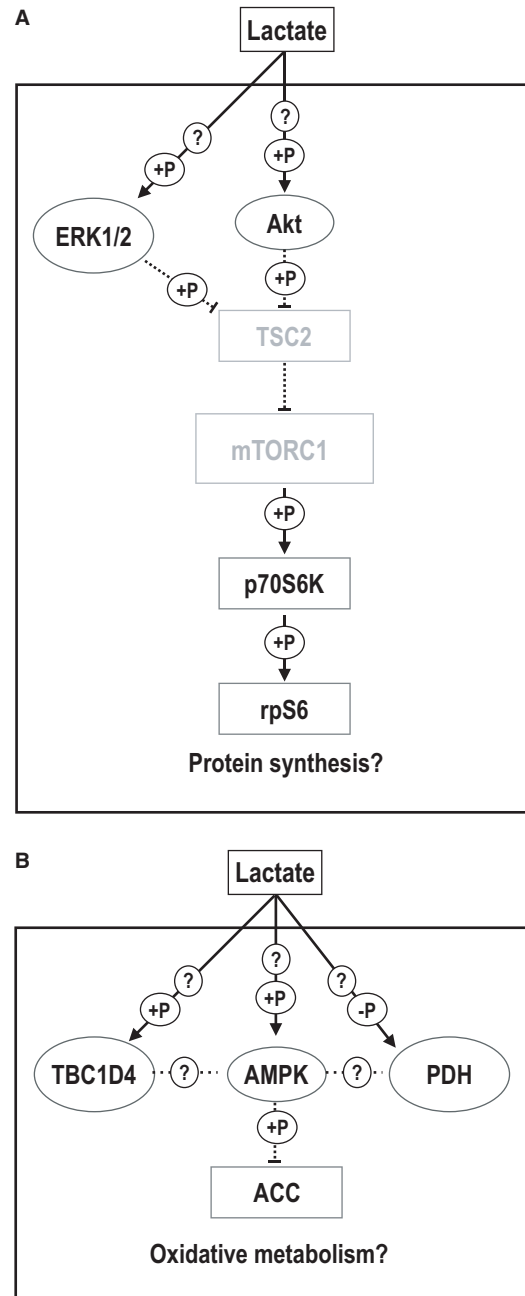 A
Lactate
? ?
+P +P
ERK1/2 Akt
+P +P
TSC2
mTORC1
+P
p70S6K
+P
rpS6
Protein synthesis?
B
Lactate
? ? ?
+P +P -P
TBC1D4 ? AMPK ? PDH
+P
ACC
Oxidative metabolism?